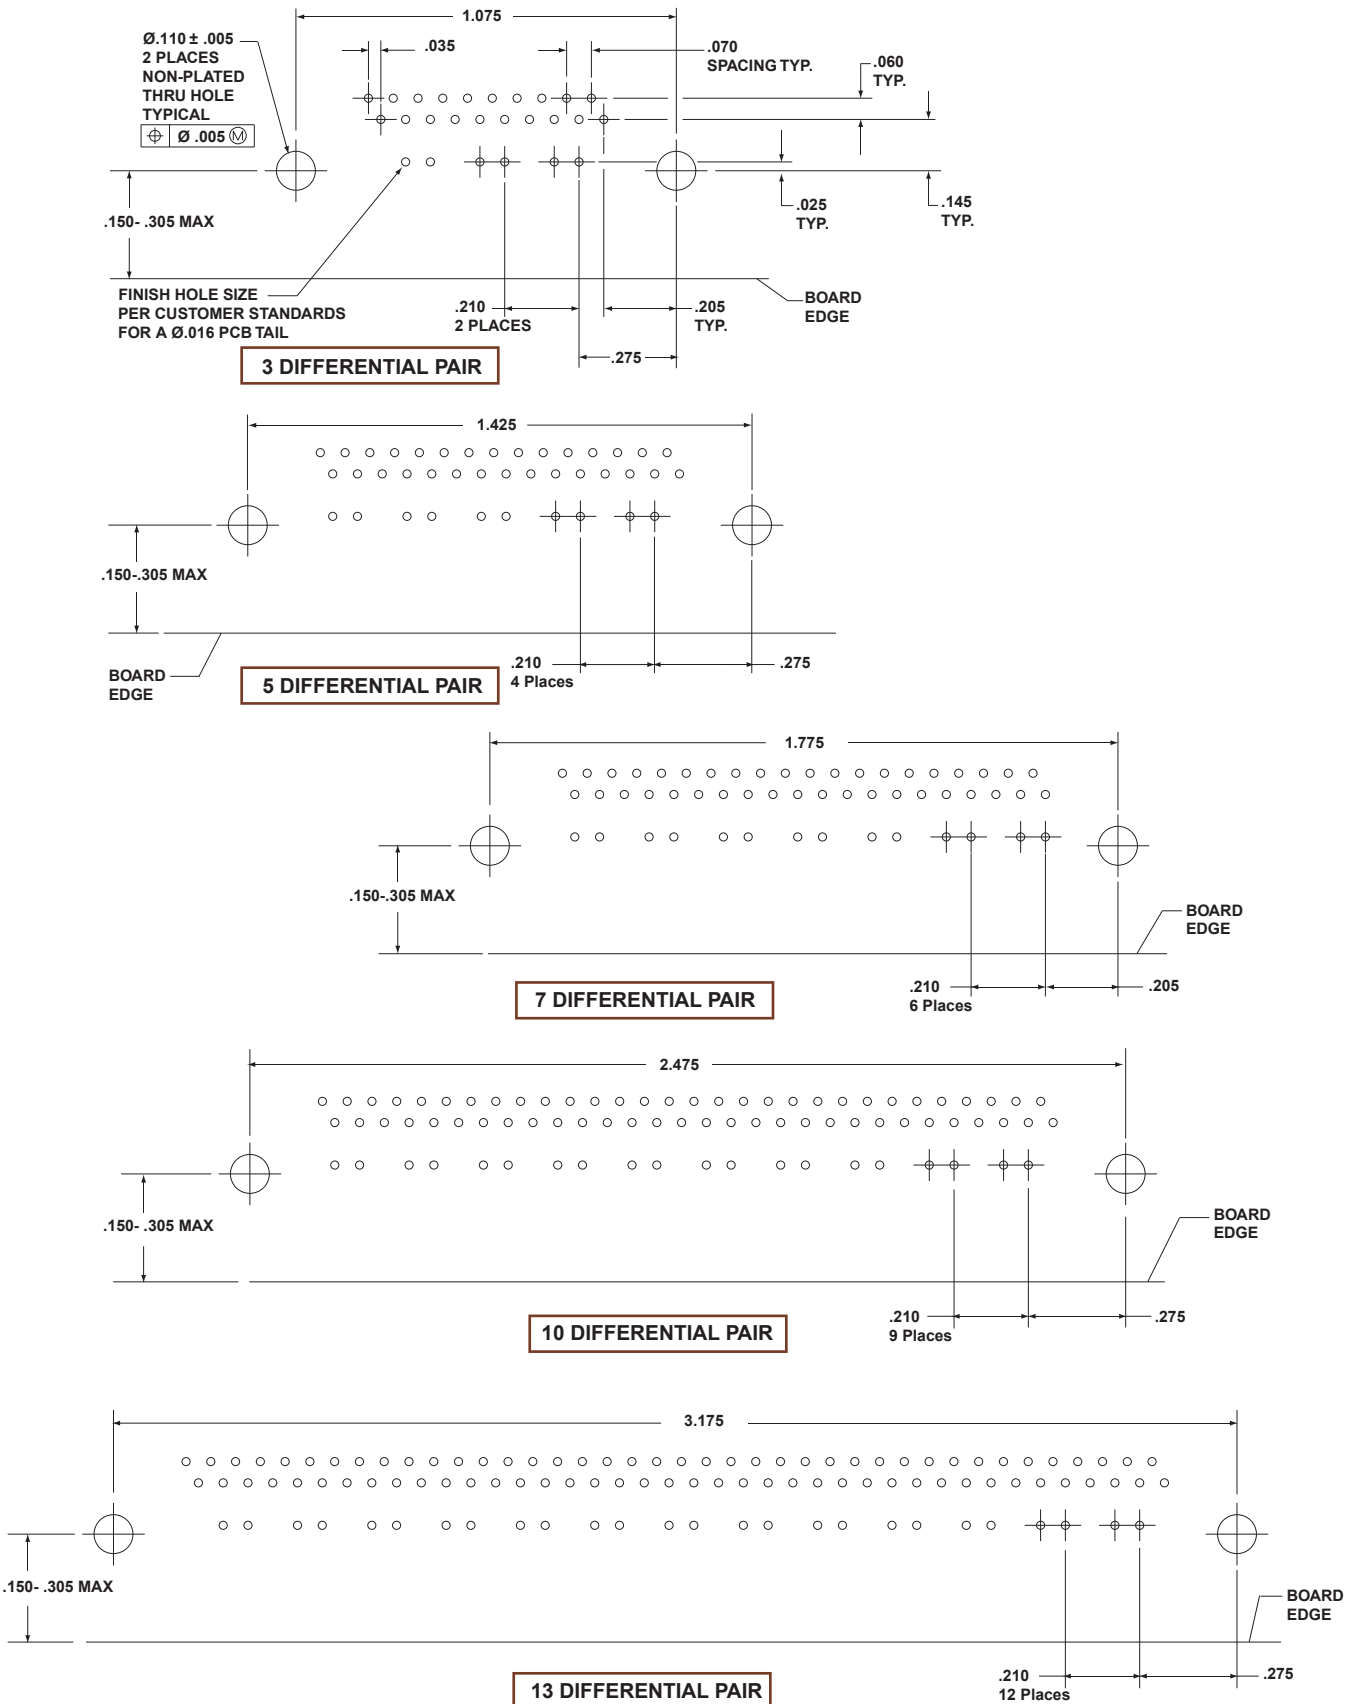 1.075
Ø.110 ± .005
2 PLACES
NON-PLATED
THRU HOLE
TYPICAL
⌖ Ø .005 Ⓜ
.035
.070
SPACING TYP.
.060
TYP.
.150- .305 MAX
.025
TYP.
.145
TYP.
FINISH HOLE SIZE
PER CUSTOMER STANDARDS
FOR A Ø.016 PCB TAIL
.210
2 PLACES
.205
TYP.
BOARD
EDGE
.275
3 DIFFERENTIAL PAIR
1.425
.150-.305 MAX
BOARD
EDGE
.210
4 Places
.275
5 DIFFERENTIAL PAIR
1.775
.150-.305 MAX
BOARD
EDGE
.210
6 Places
.205
7 DIFFERENTIAL PAIR
2.475
.150- .305 MAX
BOARD
EDGE
.210
9 Places
.275
10 DIFFERENTIAL PAIR
3.175
.150- .305 MAX
BOARD
EDGE
.210
12 Places
.275
13 DIFFERENTIAL PAIR